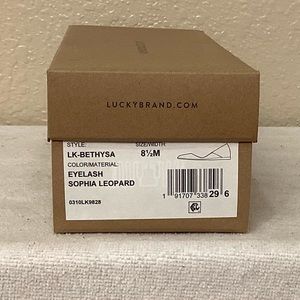 LUCKYBRAND.COM
STYLE: SIZE/WIDTH:
LK-BETHYSA 8½M
COLOR/MATERIAL:
EYELASH
SOPHIA LEOPARD
0310LK9828
1 91707 338 29 6